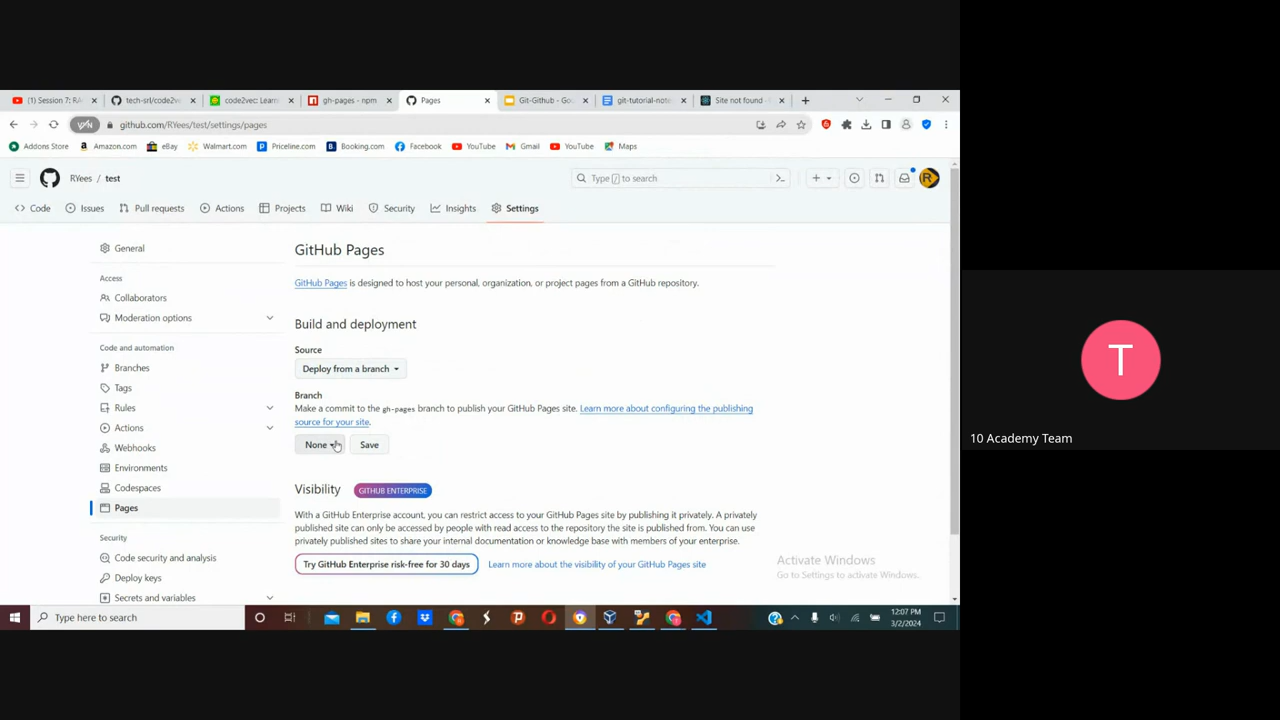 (1) Session 7: RA
tech-srl/code2v
code2vec: Learn
gh-pages - npm
Pages
Git-Github - Go
git-tutorial-note
Site not found
github.com/RYees/test/settings/pages
Addons Store
Amazon.com
eBay
Walmart.com
Priceline.com
Booking.com
Facebook
YouTube
Gmail
YouTube
Maps
RYees / test
Type / to search
Code
Issues
Pull requests
Actions
Projects
Wiki
Security
Insights
Settings
General
Access
Collaborators
Moderation options
Code and automation
Branches
Tags
Rules
Actions
Webhooks
Environments
Codespaces
Pages
Security
Code security and analysis
Deploy keys
Secrets and variables
GitHub Pages
GitHub Pages is designed to host your personal, organization, or project pages from a GitHub repository.
Build and deployment
Source
Deploy from a branch
Branch
Make a commit to the gh-pages branch to publish your GitHub Pages site. Learn more about configuring the publishing
source for your site.
None
Save
Visibility GITHUB ENTERPRISE
With a GitHub Enterprise account, you can restrict access to your GitHub Pages site by publishing it privately. A privately
published site can only be accessed by people with read access to the repository the site is published from. You can use
privately published sites to share your internal documentation or knowledge base with members of your enterprise.
Try GitHub Enterprise risk-free for 30 days
Learn more about the visibility of your GitHub Pages site
Activate Windows
Go to Settings to activate Windows.
Type here to search
12:07 PM
3/2/2024
T
10 Academy Team